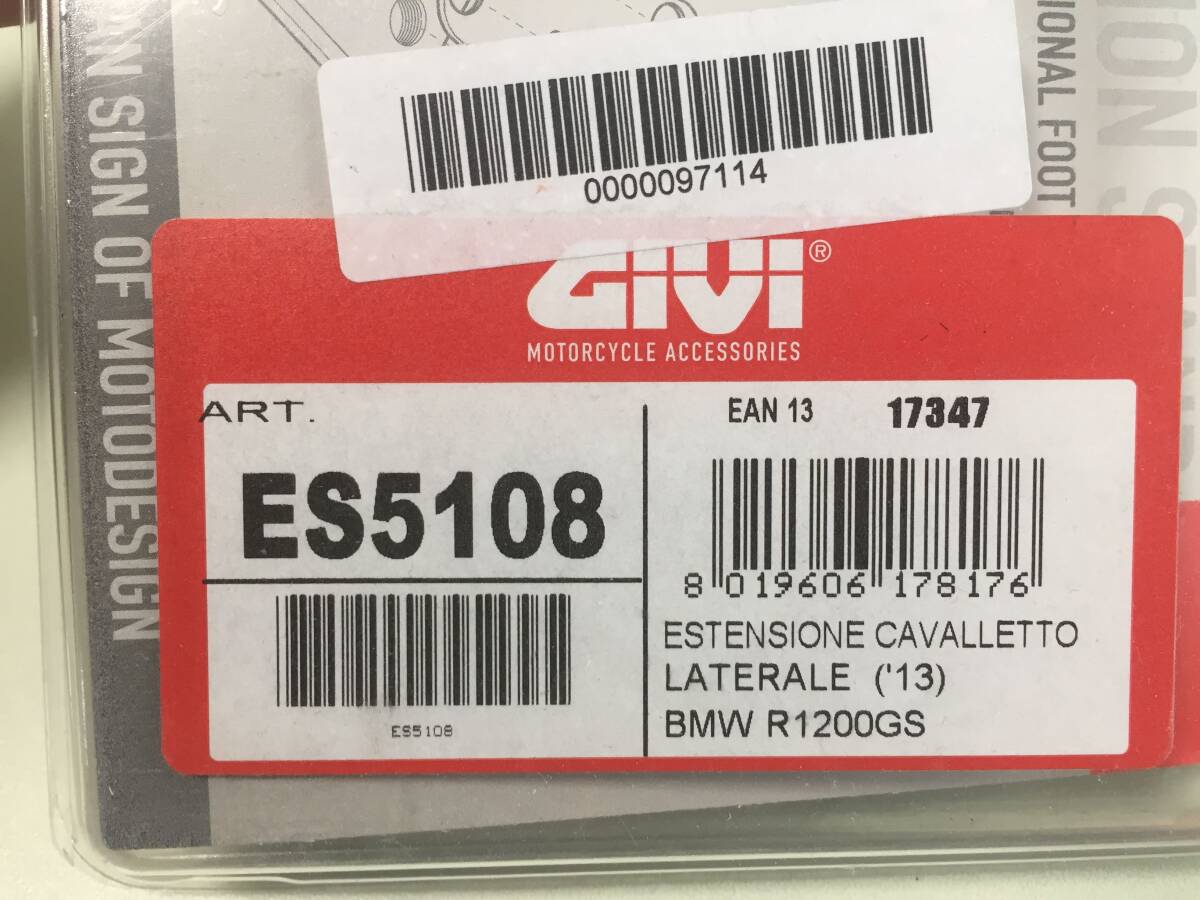 0000097114
GIVI®
MOTORCYCLE ACCESSORIES
ART.
ES5108
ES5108
EAN 13 17347
8 019606 178176
ESTENSIONE CAVALLETTO
LATERALE ('13)
BMW R1200GS
SIGN OF MOTODESIGN
IONAL FOOT